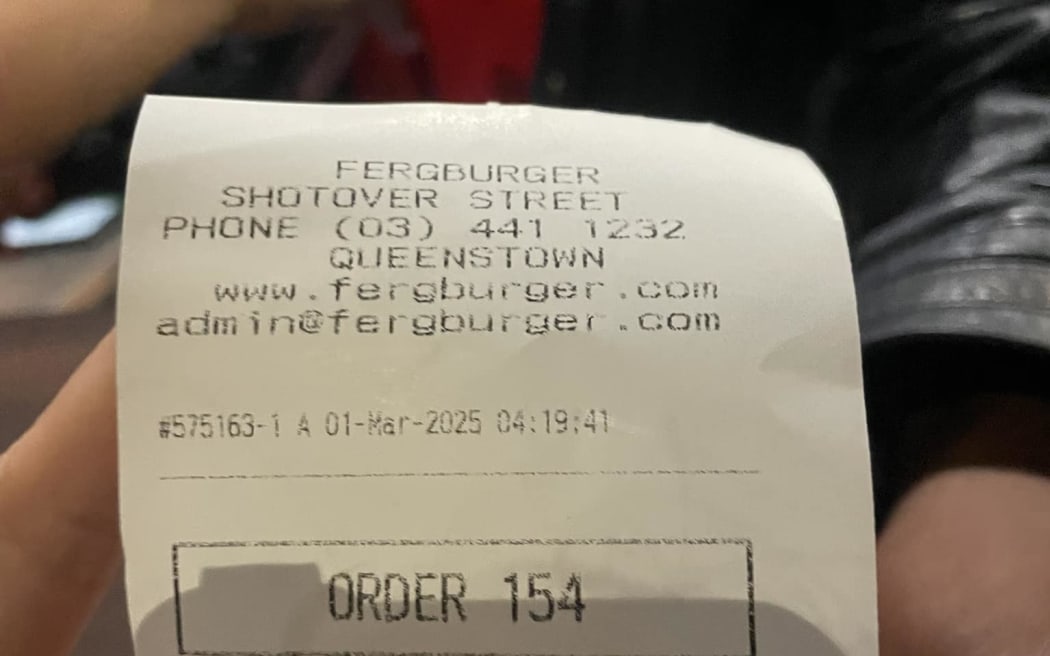 FERGBURGER
SHOTOVER STREET
PHONE (03) 441 1232
QUEENSTOWN
www.fergburger.com
admin@fergburger.com
#575163-1 A 01-Mar-2025 04:19:41
ORDER 154